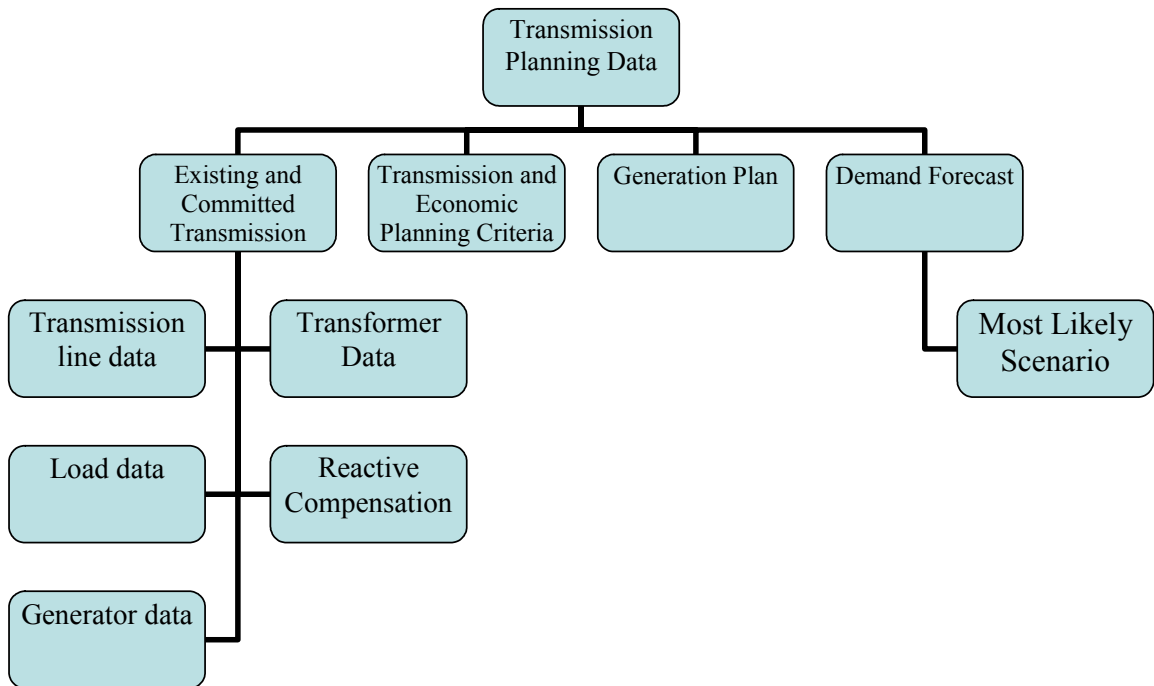 Transmission
Planning Data
Existing and
Committed
Transmission
Transmission and
Economic
Planning Criteria
Generation Plan
Demand Forecast
Transmission
line data
Transformer
Data
Most Likely
Scenario
Load data
Reactive
Compensation
Generator data